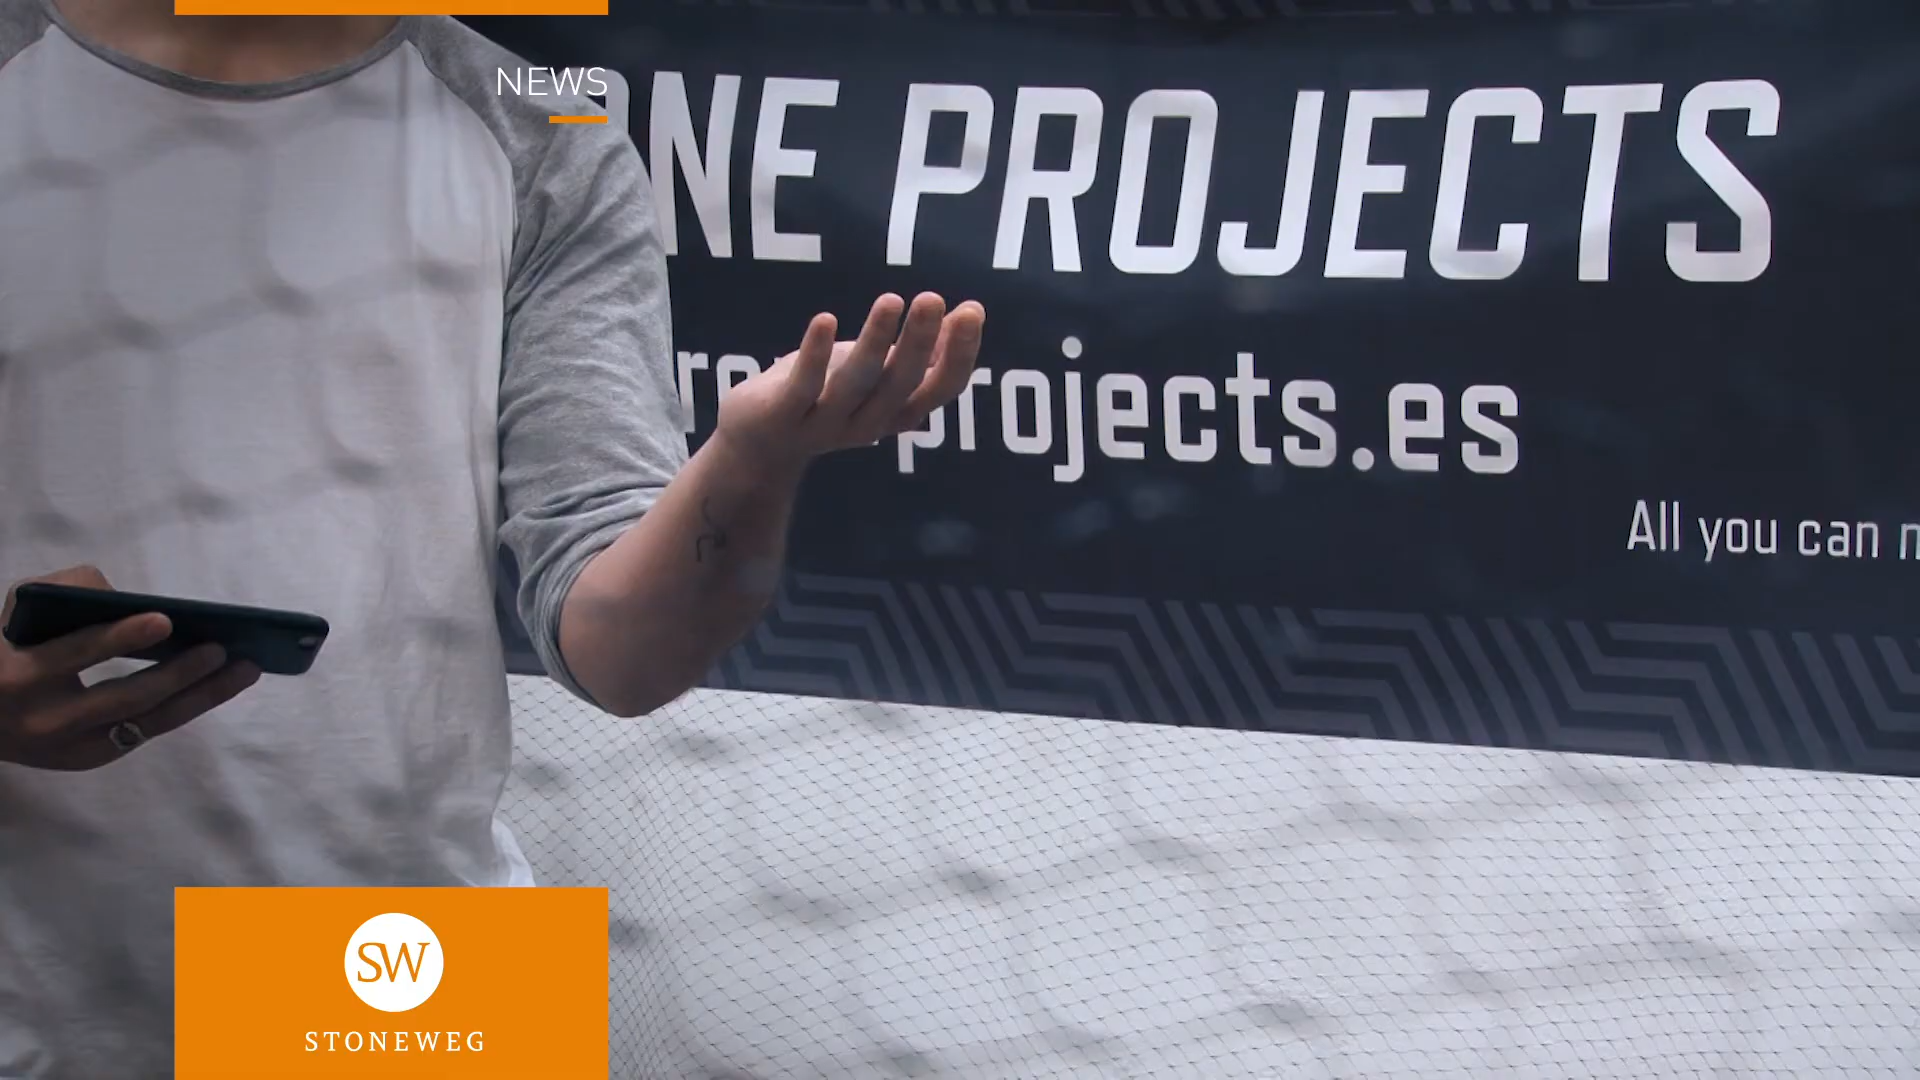 NEWS
NE PROJECTS
projects.es
All you can
SW
STONEWEG